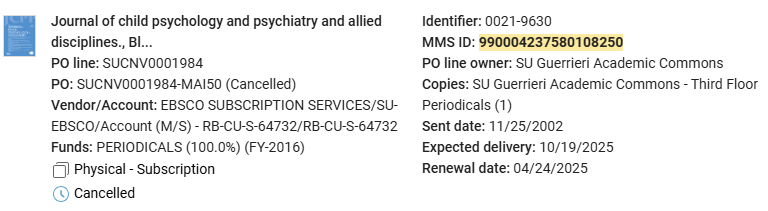 Journal of child psychology and psychiatry and allied
disciplines., Bl...
PO line: SUCNV0001984
PO: SUCNV0001984-MAI50 (Cancelled)
Vendor/Account: EBSCO SUBSCRIPTION SERVICES/SU-
EBSCO/Account (M/S) - RB-CU-S-64732/RB-CU-S-64732
Funds: PERIODICALS (100.0%) (FY-2016)
Physical - Subscription
Cancelled
Identifier: 0021-9630
MMS ID: 990004237580108250
PO line owner: SU Guerrieri Academic Commons
Copies: SU Guerrieri Academic Commons - Third Floor
Periodicals (1)
Sent date: 11/25/2002
Expected delivery: 10/19/2025
Renewal date: 04/24/2025